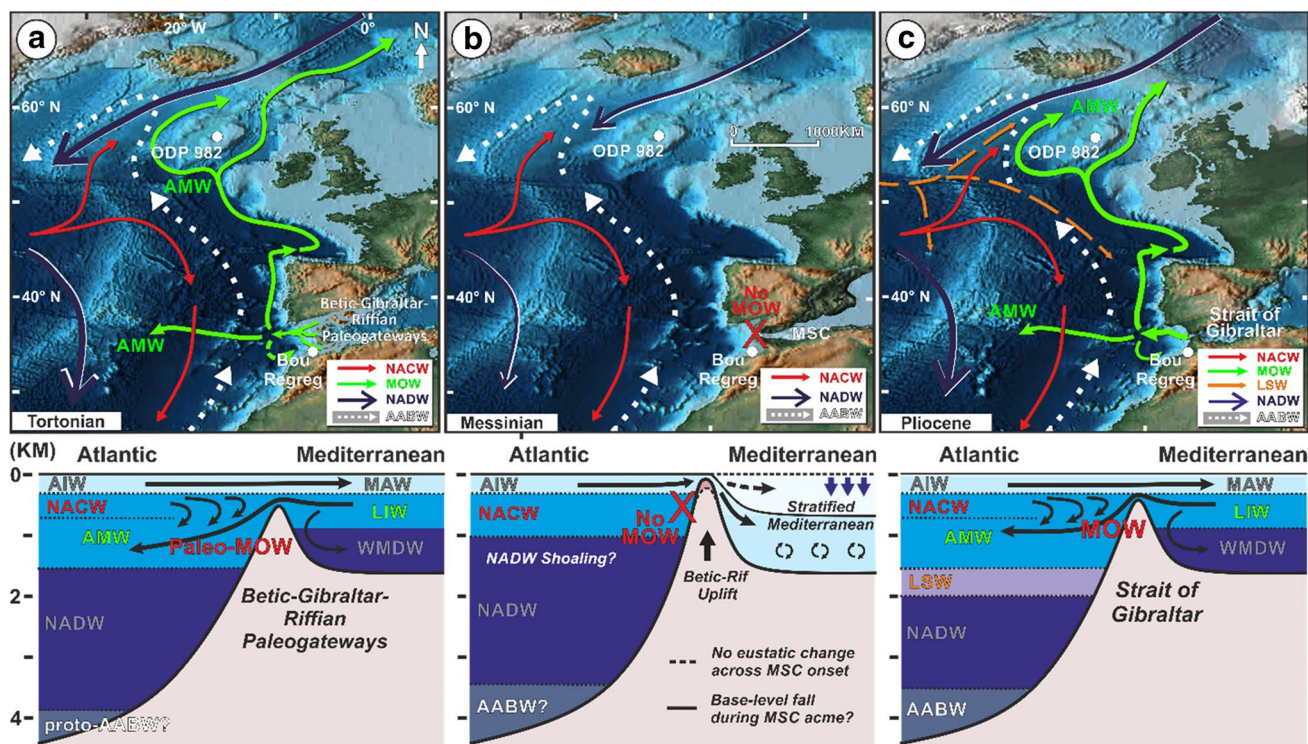 a
20° W
0°
N
60° N
ODP 982
AMW
40° N
Betic-Gibraltar-
Riffian
Paleogateways
AMW
Bou
Regreg
NACW
MOW
NADW
AABW
Tortonian
b
60° N
0
1000KM
ODP 982
40° N
No
MOW
X
MSC
Bou
Regreg
NACW
NADW
AABW
Messinian
c
60° N
AMW
ODP 982
40° N
Strait of
Gibraltar
AMW
Bou
Regreg
NACW
MOW
LSW
NADW
AABW
Pliocene
(KM)
Atlantic
Mediterranean
0
AIW
MAW
NACW
LIW
AMW
Paleo-MOW
WMDW
2
NADW
Betic-Gibraltar-
Riffian
Paleogateways
4
proto-AABW?
Atlantic
Mediterranean
AIW
NACW
X
No
MOW
Stratified
Mediterranean
NADW Shoaling?
NADW
Betic-Rif
Uplift
No eustatic change
across MSC onset
AABW?
Base-level fall
during MSC acme?
Atlantic
Mediterranean
AIW
MAW
NACW
LIW
AMW
MOW
WMDW
LSW
NADW
Strait of
Gibraltar
AABW